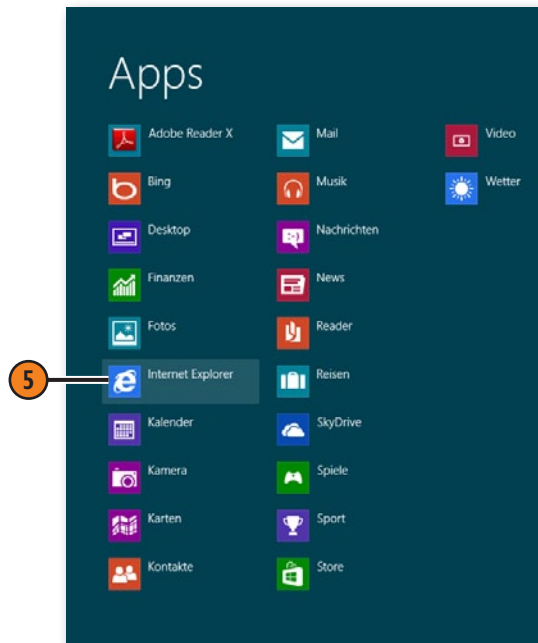 Apps
Adobe Reader X
Bing
Desktop
Finanzen
Fotos
5
Internet Explorer
Kalender
Kamera
Karten
Kontakte
Mail
Musik
Nachrichten
News
Reader
Reisen
SkyDrive
Spiele
Sport
Store
Video
Wetter